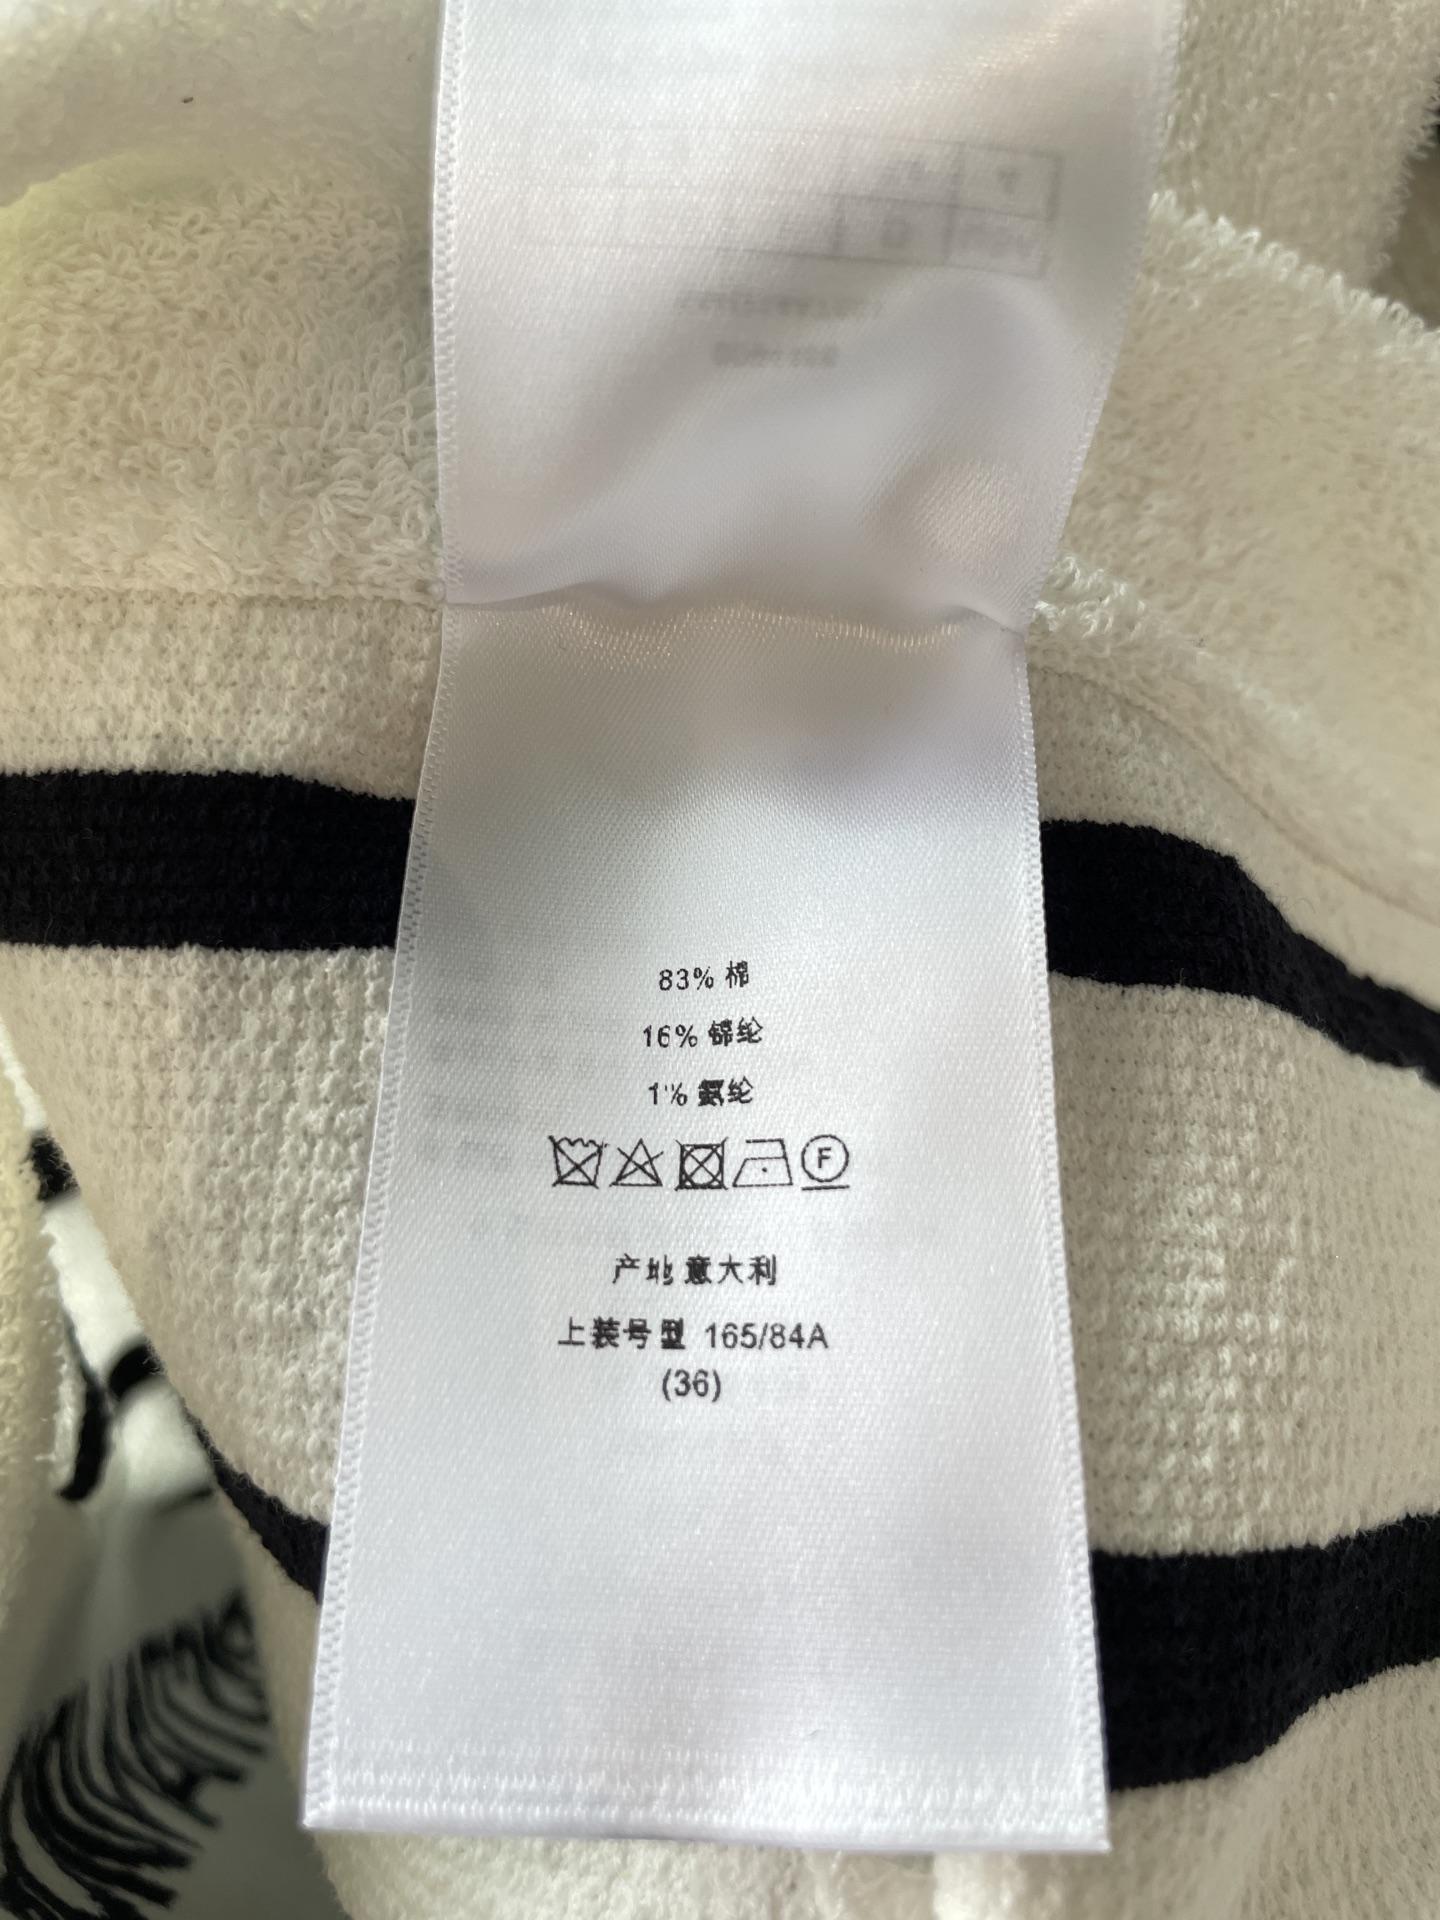 83% 棉
16% 锦纶
1% 氨纶
F
产地 意大利
上装号型 165/84A
(36)